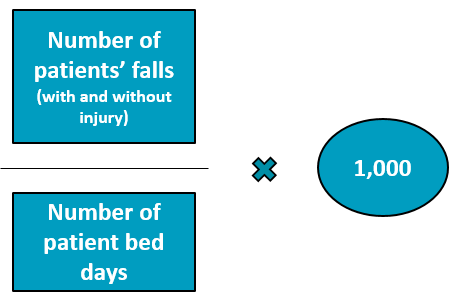 Number of
patients’ falls
(with and without
injury)
1,000
Number of
patient bed
days